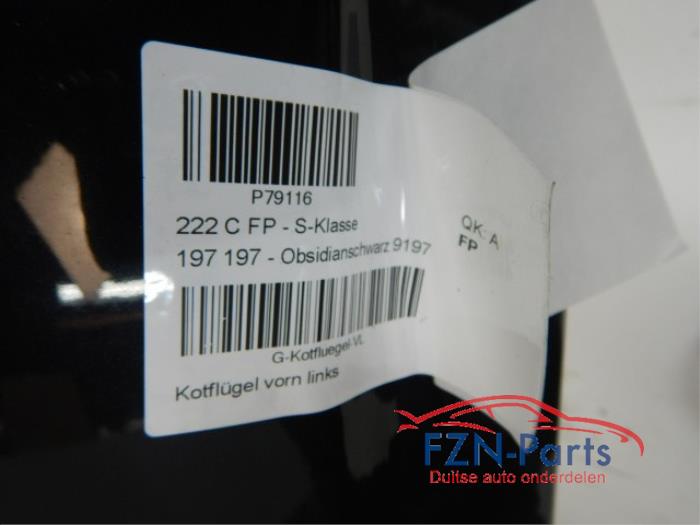 P79116
222 C FP - S-Klasse
197 197 - Obsidianschwarz 9197
QK: A
FP
G-Kotfluegel-VL
Kotflügel vorn links
FZN-Parts
Duitse auto onderdelen